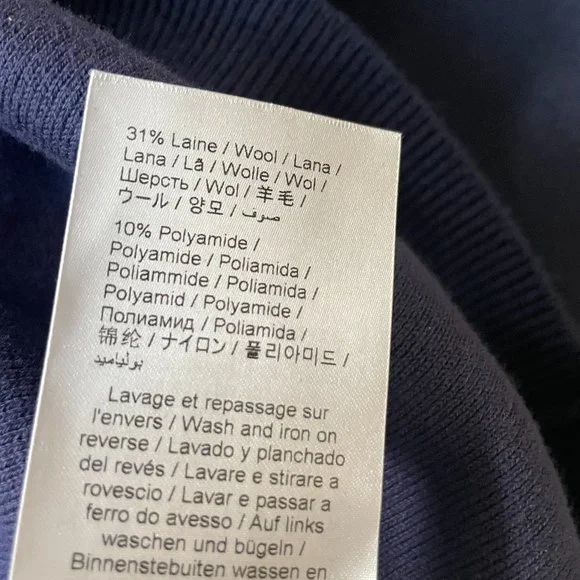 31% Laine / Wool / Lana /
Lana / Lã / Wolle / Wol /
Шерсть / Wol / 羊毛 /
ウール / 양모 / صوف /
10% Polyamide /
Polyamide / Poliamida /
Poliammide / Poliamida /
Polyamid / Polyamide /
Полиамид / Poliamida /
锦纶 / ナイロン / 폴리아미드 /
بولياميد
Lavage et repassage sur
l'envers / Wash and iron on
reverse / Lavado y planchado
del revés / Lavare e stirare a
rovescio / Lavar e passar a
ferro do avesso / Auf links
waschen und bügeln /
Binnenstebuiten wassen en